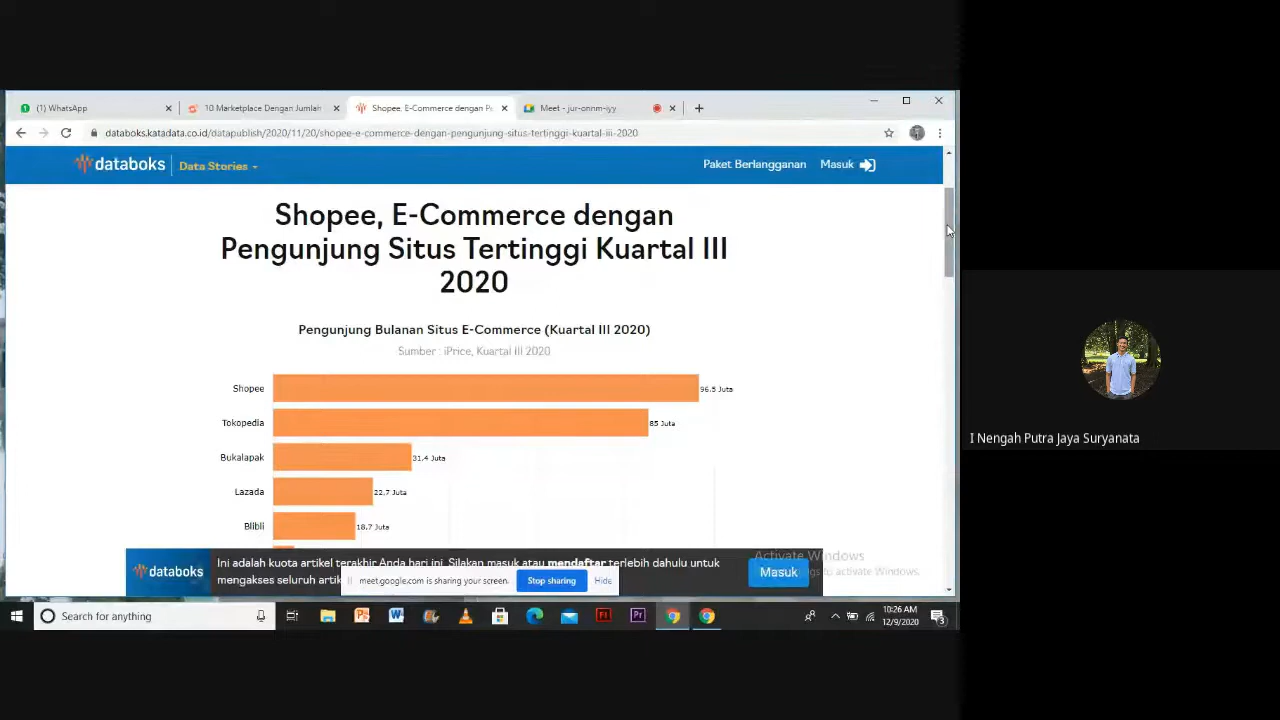 (1) WhatsApp
10 Marketplace Dengan Jumlah
Shopee, E-Commerce dengan P
Meet - jur-onnm-iyy
databoks.katadata.co.id/datapublish/2020/11/20/shopee-e-commerce-dengan-pengunjung-situs-tertinggi-kuartal-iii-2020
databoks
Data Stories
Paket Berlangganan
Masuk
Shopee, E-Commerce dengan
Pengunjung Situs Tertinggi Kuartal III
2020
Pengunjung Bulanan Situs E-Commerce (Kuartal III 2020)
Sumber : iPrice, Kuartal III 2020
Shopee
96.5 Juta
Tokopedia
85 Juta
Bukalapak
31.4 Juta
Lazada
22.7 Juta
Blibli
18.7 Juta
databoks
Ini adalah kuota artikel terakhir Anda hari ini. Silakan masuk atau mendaftar terlebih dahulu untuk
mengakses seluruh artik
Masuk
Activate Windows
to activate Windows.
meet.google.com is sharing your screen.
Stop sharing
Hide
Search for anything
10:26 AM
12/9/2020
3
I Nengah Putra Jaya Suryanata